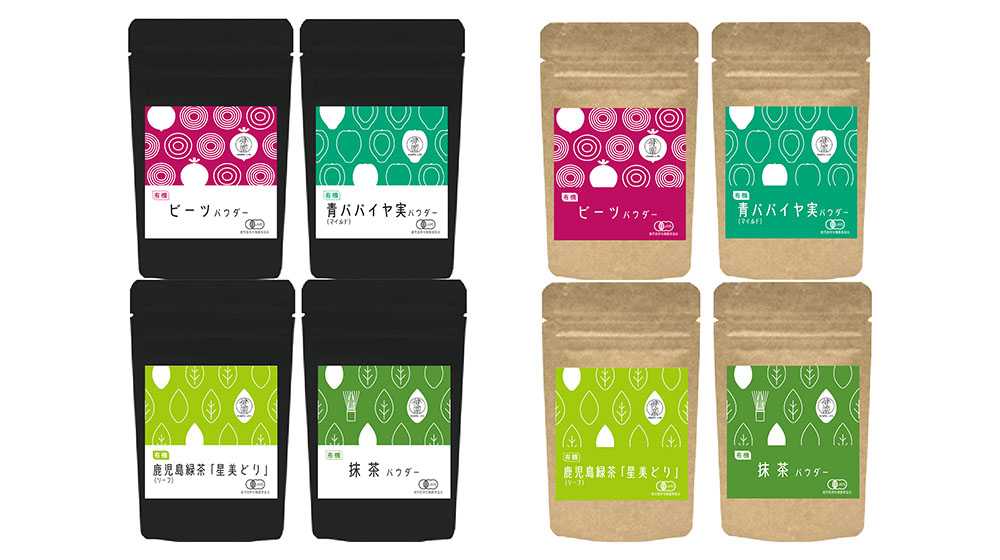 有機
ビーツ パウダー
有機
青パパイヤ実パウダー
(マイルド)
有機
ビーツ パウダー
有機
青パパイヤ実パウダー
(マイルド)
有機
鹿児島緑茶「星美どり」
(リーフ)
有機
抹茶 パウダー
有機
鹿児島緑茶「星美どり」
(リーフ)
有機
抹茶 パウダー